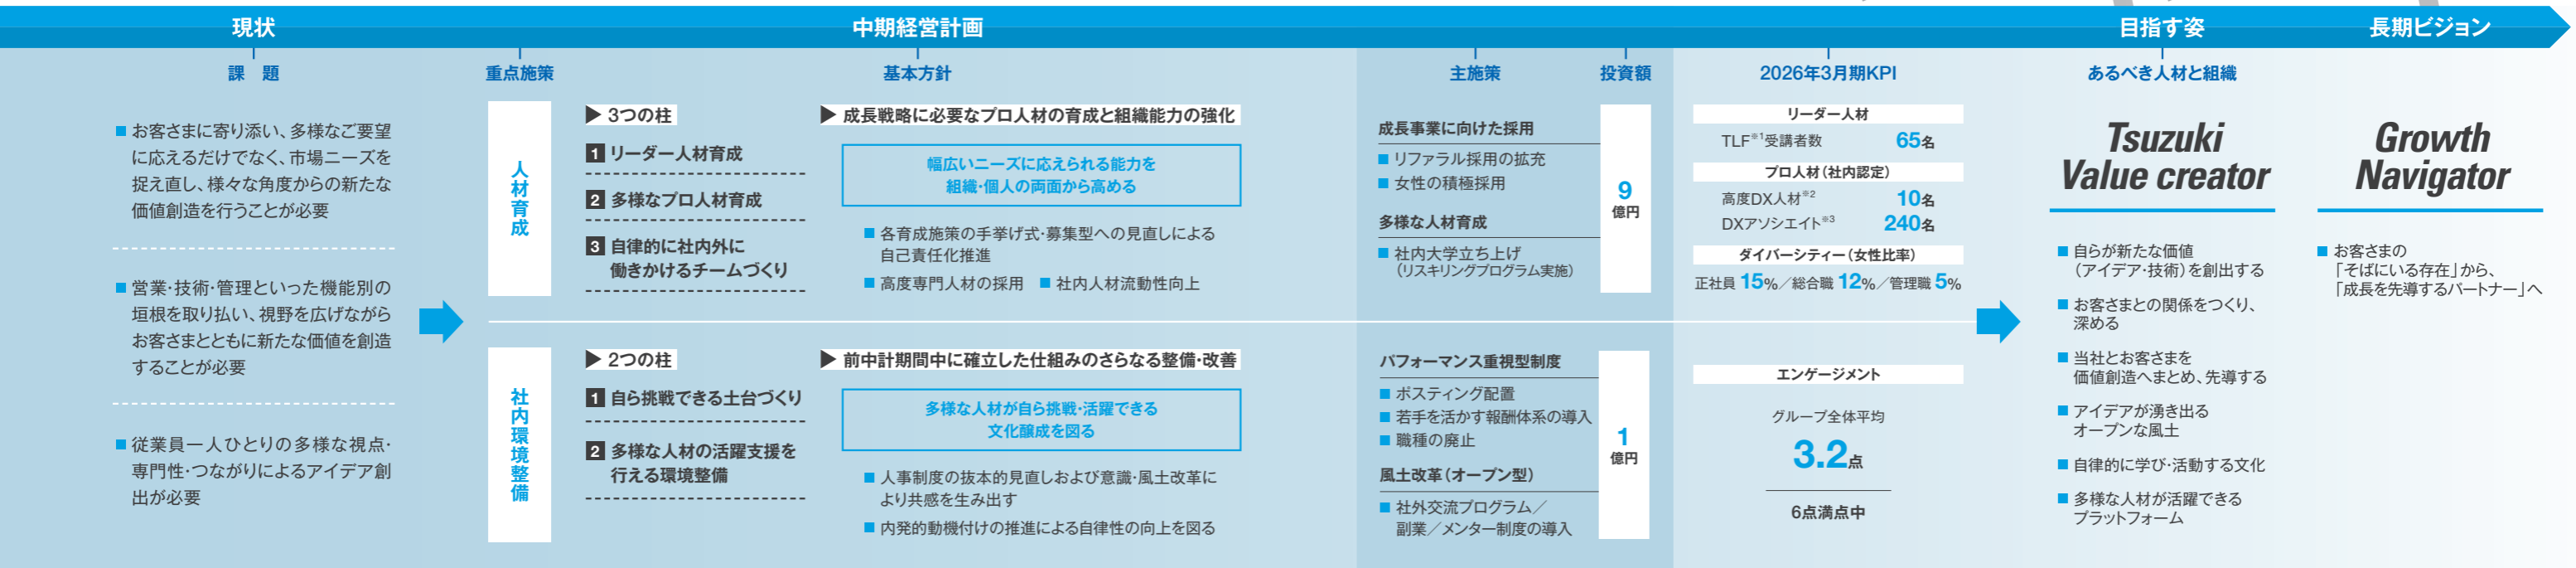 現状
中期経営計画
目指す姿
長期ビジョン
課 題
重点施策
基本方針
主施策
投資額
2026年3月期KPI
あるべき人材と組織
お客さまに寄り添い、多様なご要望
に応えるだけでなく、市場ニーズを
捉え直し、様々な角度からの新たな
価値創造を行うことが必要
営業・技術・管理といった機能別の
垣根を取り払い、視野を広げながら
お客さまとともに新たな価値を創造
することが必要
従業員一人ひとりの多様な視点・
専門性・つながりによるアイデア創
出が必要
人材育成
▶ 3つの柱
1 リーダー人材育成
2 多様なプロ人材育成
3 自律的に社内外に
働きかけるチームづくり
▶ 成長戦略に必要なプロ人材の育成と組織能力の強化
幅広いニーズに応えられる能力を
組織・個人の両面から高める
各育成施策の手挙げ式・募集型への見直しによる
自己責任化推進
高度専門人材の採用 社内人材流動性向上
成長事業に向けた採用
リファラル採用の拡充
女性の積極採用
多様な人材育成
社内大学立ち上げ
（リスキリングプログラム実施）
9
億円
リーダー人材
TLF※1受講者数 65名
プロ人材（社内認定）
高度DX人材※2 10名
DXアソシエイト※3 240名
ダイバーシティー（女性比率）
正社員 15%／総合職 12%／管理職 5%
社内環境整備
▶ 2つの柱
1 自ら挑戦できる土台づくり
2 多様な人材の活躍支援を
行える環境整備
▶ 前中計期間中に確立した仕組みのさらなる整備・改善
多様な人材が自ら挑戦・活躍できる
文化醸成を図る
人事制度の抜本的見直しおよび意識・風土改革に
より共感を生み出す
内発的動機付けの推進による自律性の向上を図る
パフォーマンス重視型制度
ポスティング配置
若手を活かす報酬体系の導入
職種の廃止
風土改革（オープン型）
社外交流プログラム／
副業／メンター制度の導入
1
億円
エンゲージメント
グループ全体平均
3.2点
6点満点中
Tsuzuki
Value creator
自らが新たな価値
（アイデア・技術）を創出する
お客さまとの関係をつくり、
深める
当社とお客さまを
価値創造へまとめ、先導する
アイデアが湧き出る
オープンな風土
自律的に学び・活動する文化
多様な人材が活躍できる
プラットフォーム
Growth
Navigator
お客さまの
「そばにいる存在」から、
「成長を先導するパートナー」へ